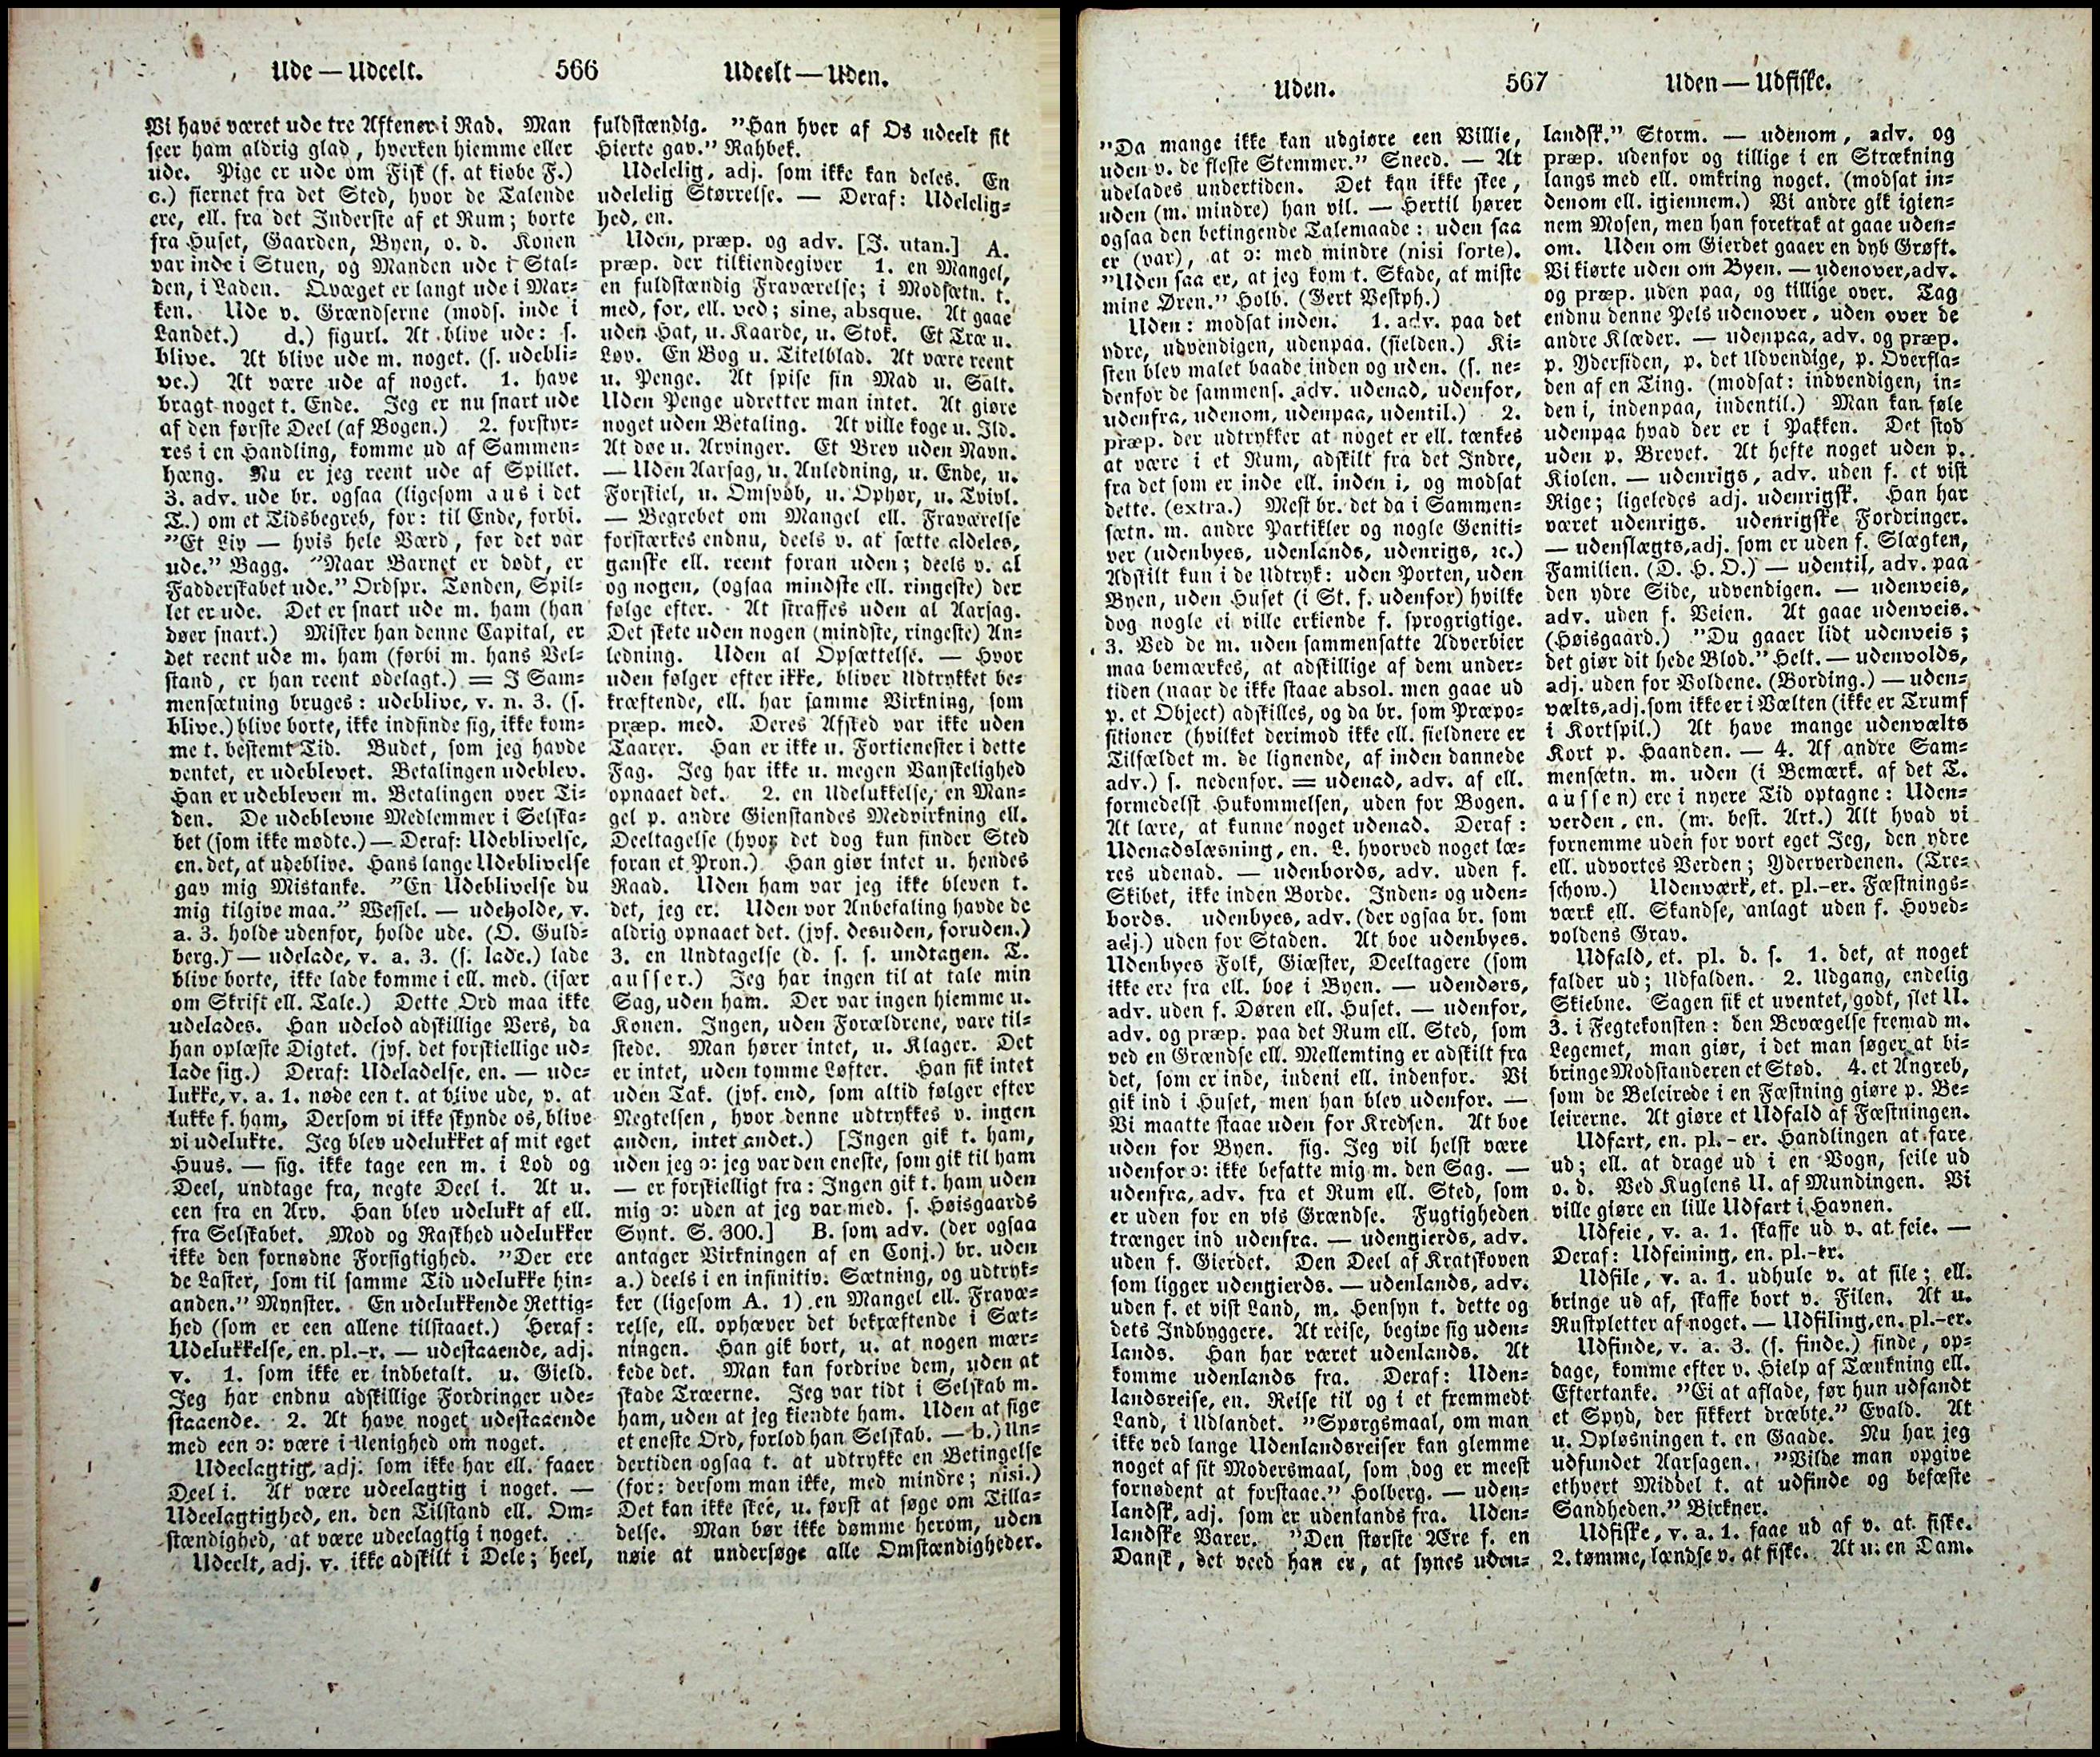 Ude — Udeelt.
566
Udeelt — Uden.
Vi have været ude tre Aftener i Rad. Man
seer ham aldrig glad, hverken hiemme eller
ude. Pige er ude om Fisk (f. at kiøbe F.)
c.) fiernet fra det Sted, hvor de Talende
ere, ell. fra det Inderste af et Rum; borte
fra Huset, Gaarden, Byen, o. d. Konen
var inde i Stuen, og Manden ude i Stal-
den, i Laden. Qvæget er langt ude i Mar-
ken. Ude v. Grændserne (mods. inde i
Landet.) d.) figurl. At blive ude: s.
blive. At blive ude m. noget. (s. udebli-
ve.) At være ude af noget. 1. have
bragt noget t. Ende. Jeg er nu snart ude
af den første Deel (af Bogen.) 2. forstyr-
res i en Handling, komme ud af Sammen-
hæng. Nu er jeg reent ude af Spillet.
3. adv. ude br. ogsaa (ligesom aus i det
T.) om et Tidsbegreb, for: til Ende, forbi.
"Et Liv — hvis hele Værd, før det var
ude." Bagg. "Naar Barnet er dødt, er
Fadderskabet ude." Ordspr. Tønden, Spil-
let er ude. Det er snart ude m. ham (han
døer snart.) Mister han denne Capital, er
det reent ude m. ham (forbi m. hans Vel-
stand, er han reent ødelagt.) = I Sam-
mensætning bruges: udeblive, v. n. 3. (s.
blive.) blive borte, ikke indfinde sig, ikke kom-
me t. bestemt Tid. Budet, som jeg havde
ventet, er udeblevet. Betalingen udeblev.
Han er udebleven m. Betalingen over Ti-
den. De udeblevne Medlemmer i Selska-
bet (som ikke mødte.) — Deraf: Udeblivelse,
en. det, at udeblive. Hans lange Udeblivelse
gav mig Mistanke. "En Udeblivelse du
mig tilgive maa." Wessel. — udeholde, v.
a. 3. holde udenfor, holde ude. (O. Guld-
berg.) — udelade, v. a. 3. (s. lade.) lade
blive borte, ikke lade komme i ell. med. (især
om Skrift ell. Tale.) Dette Ord maa ikke
udelades. Han udelod adskillige Vers, da
han oplæste Digtet. (jvf. det forskiellige ud-
lade sig.) Deraf: Udeladelse, en. — ude-
lukke, v. a. 1. nøde een t. at blive ude, v. at
lukke f. ham. Dersom vi ikke skynde os, blive
vi udelukte. Jeg blev udelukket af mit eget
Huus. — fig. ikke tage een m. i Lod og
Deel, undtage fra, negte Deel i. At u.
een fra en Arv. Han blev udelukt af ell.
fra Selskabet. Mod og Raskhed udelukker
ikke den fornødne Forsigtighed. "Der ere
de Laster, som til samme Tid udelukke hin-
anden." Mynster. En udelukkende Rettig-
hed (som er een allene tilstaaet.) Heraf:
Udelukkelse, en. pl.-r. — udestaaende, adj.
v. 1. som ikke er indbetalt. u. Gield.
Jeg har endnu adskillige Fordringer ude-
staaende. 2. At have noget udestaaende
med een ɔ: være i Uenighed om noget.
Udeelagtig, adj. som ikke har ell. faaer
Deel i. At være udeelagtig i noget. —
Udeelagtighed, en. den Tilstand ell. Om-
stændighed, at være udeelagtig i noget.
Udeelt, adj. v. ikke adskilt i Dele; heel,
fuldstændig. "Han hver af Os udeelt sit
Hierte gav." Rahbek.
Udelelig, adj. som ikke kan deles. En
udelelig Størrelse. — Deraf: Udelelig-
hed, en.
Uden, præp. og adv. [J. utan.] A.
præp. der tilkiendegiver 1. en Mangel,
en fuldstændig Fraværelse; i Modsætn. t.
med, for, ell. ved; sine, absque. At gaae
uden Hat, u. Kaarde, u. Stok. Et Træ u.
Løv. En Bog u. Titelblad. At være reent
u. Penge. At spise sin Mad u. Salt.
Uden Penge udretter man intet. At giøre
noget uden Betaling. At ville koge u. Ild.
At døe u. Arvinger. Et Brev uden Navn.
— Uden Aarsag, u. Anledning, u. Ende, u.
Forskiel, u. Omsvøb, u. Ophør, u. Tvivl.
— Begrebet om Mangel ell. Fraværelse
forstærkes endnu, deels v. at sætte aldeles,
ganske ell. reent foran uden; deels v. al
og nogen, (ogsaa mindste ell. ringeste) der
følge efter. At straffes uden al Aarsag.
Det skete uden nogen (mindste, ringeste) An-
ledning. Uden al Opsættelse. — Hvor
uden følger efter ikke, bliver Udtrykket be-
kræftende, ell. har samme Virkning, som
præp. med. Deres Afsked var ikke uden
Taarer. Han er ikke u. Fortienester i dette
Fag. Jeg har ikke u. megen Vanskelighed
opnaaet det. 2. en Udelukkelse, en Man-
gel p. andre Gienstandes Medvirkning ell.
Deeltagelse (hvor det dog kun finder Sted
foran et Pron.) Han giør intet u. hendes
Raad. Uden ham var jeg ikke bleven t.
det, jeg er. Uden vor Anbefaling havde de
aldrig opnaaet det. (jvf. desuden, foruden.)
3. en Undtagelse (d. s. s. undtagen. T.
ausser.) Jeg har ingen til at tale min
Sag, uden ham. Der var ingen hiemme u.
Konen. Ingen, uden Forældrene, vare til-
stede. Man hører intet, u. Klager. Det
er intet, uden tomme Løfter. Han fik intet
uden Tak. (jvf. end, som altid følger efter
Negtelsen, hvor denne udtrykkes v. ingen
anden, intet andet.) [Ingen gik t. ham,
uden jeg ɔ: jeg var den eneste, som gik til ham
— er forskielligt fra: Ingen gik t. ham uden
mig ɔ: uden at jeg var med. s. Høisgaards
Synt. S. 300.] B. som adv. (der ogsaa
antager Virkningen af en Conj.) br. uden
a.) deels i en infinitiv. Sætning, og udtryk-
ker (ligesom A. 1) en Mangel ell. Fravæ-
relse, ell. ophæver det bekræftende i Sæt-
ningen. Han gik bort, u. at nogen mær-
kede det. Man kan fordrive dem, uden at
skade Træerne. Jeg var tidt i Selskab m.
ham, uden at jeg kiendte ham. Uden at sige
et eneste Ord, forlod han Selskab. — b.) Un-
dertiden ogsaa t. at udtrykke en Betingelse
(for: dersom man ikke, med mindre; nisi.)
Det kan ikke skee, u. først at søge om Tilla-
delse. Man bør ikke dømme herom, uden
nøie at undersøge alle Omstændigheder.
Uden.
567
Uden — Udfiske.
"Da mange ikke kan udgiøre een Villie,
uden v. de fleste Stemmer." Sneed. — At
udelades undertiden. Det kan ikke skee,
uden (m. mindre) han vil. — Hertil hører
ogsaa den betingende Talemaade: uden saa
er (var), at ɔ: med mindre (nisi forte).
"Uden saa er, at jeg kom t. Skade, at miste
mine Øren." Holb. (Gert Vestph.)
Uden: modsat inden. 1. adv. paa det
ydre, udvendigen, udenpaa. (sielden.) Ki-
sten blev malet baade inden og uden. (s. ne-
denfor de sammens. adv. udenad, udenfor,
udenfra, udenom, udenpaa, udentil.) 2.
præp. der udtrykker at noget er ell. tænkes
at være i et Rum, adskilt fra det Indre,
fra det som er inde ell. inden i, og modsat
dette. (extra.) Mest br. det da i Sammen-
sætn. m. andre Partikler og nogle Geniti-
ver (udenbyes, udenlands, udenrigs, ꝛc.)
Adskilt kun i de Udtryk: uden Porten, uden
Byen, uden Huset (i St. f. udenfor) hvilke
dog nogle ei ville erkiende f. sprogrigtige.
3. Ved de m. uden sammensatte Adverbier
maa bemærkes, at adskillige af dem under-
tiden (naar de ikke staae absol. men gaae ud
p. et Object) adskilles, og da br. som Præpo-
sitioner (hvilket derimod ikke ell. sieldnere er
Tilfældet m. de lignende, af inden dannede
adv.) s. nedenfor. = udenad, adv. af ell.
formedelst Hukommelsen, uden for Bogen.
At lære, at kunne noget udenad. Deraf:
Udenadslæsning, en. L. hvorved noget læ-
res udenad. — udenbords, adv. uden f.
Skibet, ikke inden Borde. Inden- og uden-
bords. udenbyes, adv. (der ogsaa br. som
adj.) uden for Staden. At boe udenbyes.
Udenbyes Folk, Giæster, Deeltagere (som
ikke ere fra ell. boe i Byen. — udendørs,
adv. uden f. Døren ell. Huset. — udenfor,
adv. og præp. paa det Rum ell. Sted, som
ved en Grændse ell. Mellemting er adskilt fra
det, som er inde, indeni ell. indenfor. Vi
gik ind i Huset, men han blev udenfor. —
Vi maatte staae uden for Kredsen. At boe
uden for Byen. fig. Jeg vil helst være
udenfor ɔ: ikke befatte mig m. den Sag. —
udenfra, adv. fra et Rum ell. Sted, som
er uden for en vis Grændse. Fugtigheden
trænger ind udenfra. — udengierds, adv.
uden f. Gierdet. Den Deel af Kratskoven
som ligger udengierds. — udenlands, adv.
uden f. et vist Land, m. Hensyn t. dette og
dets Indbyggere. At reise, begive sig uden-
lands. Han har været udenlands. At
komme udenlands fra. Deraf: Uden-
landsreise, en. Reise til og i et fremmedt
Land, i Udlandet. "Spørgsmaal, om man
ikke ved lange Udenlandsreiser kan glemme
noget af sit Modersmaal, som dog er meest
fornødent at forstaae." Holberg. — uden-
landsk, adj. som er udenlands fra. Uden-
landske Varer. "Den største Ære f. en
Dansk, det veed han er, at synes uden-
landsk." Storm. — udenom, adv. og
præp. udenfor og tillige i en Strækning
langs med ell. omkring noget. (modsat in-
denom ell. igiennem.) Vi andre gik igien-
nem Mosen, men han foretrak at gaae uden-
om. Uden om Gierdet gaaer en dyb Grøft.
Vi kiørte uden om Byen. — udenover, adv.
og præp. uden paa, og tillige over. Tag
endnu denne Pels udenover, uden over de
andre Klæder. — udenpaa, adv. og præp.
p. Ydersiden, p. det Udvendige, p. Overfla-
den af en Ting. (modsat: indvendigen, in-
den i, indenpaa, indentil.) Man kan føle
udenpaa hvad der er i Pakken. Det stod
uden p. Brevet. At hefte noget uden p.
Kiolen. — udenrigs, adv. uden f. et vist
Rige; ligeledes adj. udenrigsk. Han har
været udenrigs. udenrigske Fordringer.
— udenslægts, adj. som er uden f. Slægten,
Familien. (D. H. O.) — udentil, adv. paa
den ydre Side, udvendigen. — udenveis,
adv. uden f. Veien. At gaae udenveis.
(Høisgaard.) "Du gaaer lidt udenveis;
det giør dit hede Blod." Helt. — udenvolds,
adj. uden for Voldene. (Bording.) — uden-
vælts, adj. som ikke er i Vælten (ikke er Trumf
i Kortspil.) At have mange udenvælts
Kort p. Haanden. — 4. Af andre Sam-
mensætn. m. uden (i Bemærk. af det T.
aussen) ere i nyere Tid optagne: Uden-
verden, en. (m. best. Art.) Alt hvad vi
fornemme uden for vort eget Jeg, den ydre
ell. udvortes Verden; Yderverdenen. (Tre-
schow.) Udenværk, et. pl.-er. Fæstnings-
værk ell. Skandse, anlagt uden f. Hoved-
voldens Grav.
Udfald, et. pl. d. s. 1. det, at noget
falder ud; Udfalden. 2. Udgang, endelig
Skiebne. Sagen fik et uventet, godt, slet U.
3. i Fegtekonsten: den Bevægelse fremad m.
Legemet, man giør, i det man søger at bi-
bringe Modstanderen et Stød. 4. et Angreb,
som de Beleirede i en Fæstning giøre p. Be-
leirerne. At giøre et Udfald af Fæstningen.
Udfart, en. pl. - er. Handlingen at fare
ud; ell. at drage ud i en Vogn, seile ud
o. d. Ved Kuglens U. af Mundingen. Vi
ville giøre en lille Udfart i Havnen.
Udfeie, v. a. 1. skaffe ud v. at feie. —
Deraf: Udfeining, en. pl.-er.
Udfile, v. a. 1. udhule v. at file; ell.
bringe ud af, skaffe bort v. Filen. At u.
Rustpletter af noget. — Udfiling, en. pl.-er.
Udfinde, v. a. 3. (s. finde.) finde, op-
dage, komme efter v. Hielp af Tænkning ell.
Eftertanke. "Ei at aflade, før hun udfandt
et Spyd, der sikkert dræbte." Evald. At
u. Opløsningen t. en Gaade. Nu har jeg
udfundet Aarsagen. "Vilde man opgive
ethvert Middel t. at udfinde og befæste
Sandheden." Birkner.
Udfiske, v. a. 1. faae ud af v. at fiske.
2. tømme, lændse v. at fiske. At u. en Dam.